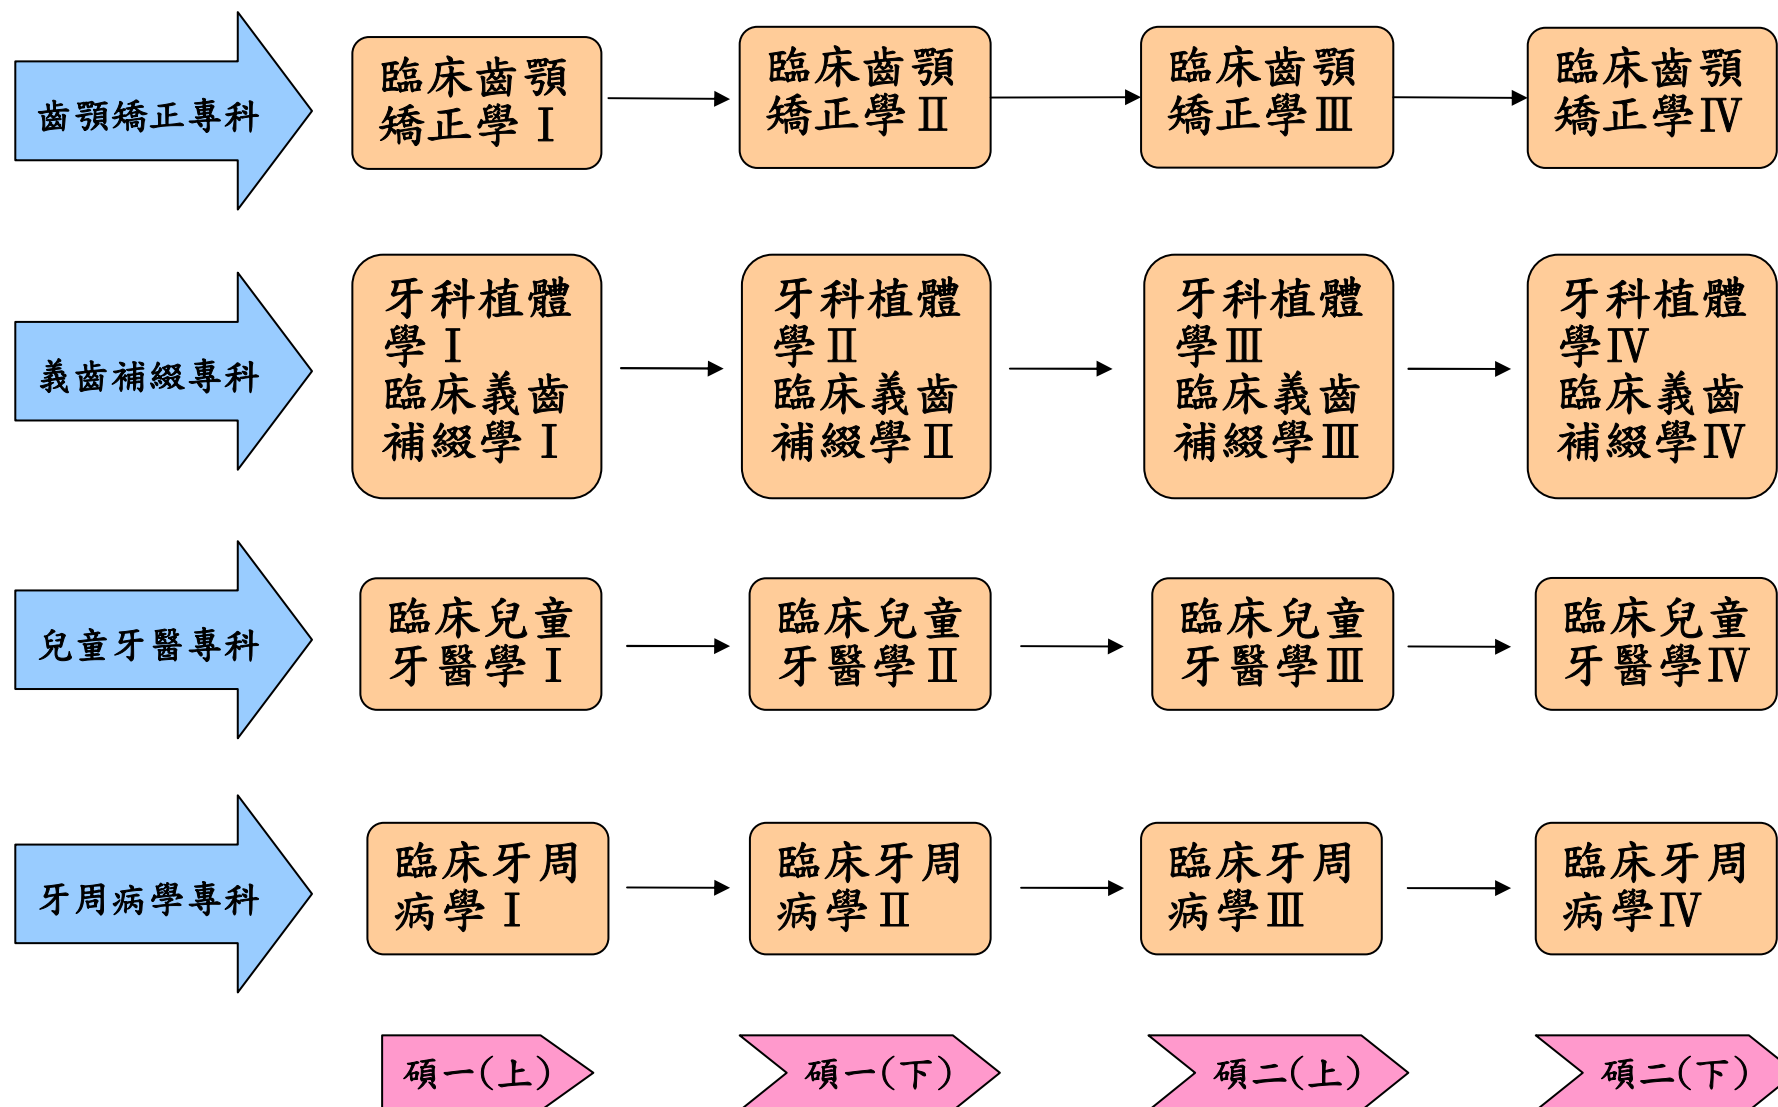 齒顎矯正專科
臨床齒顎
矯正學Ⅰ
臨床齒顎
矯正學Ⅱ
臨床齒顎
矯正學Ⅲ
臨床齒顎
矯正學Ⅳ
義齒補綴專科
牙科植體
學Ⅰ
臨床義齒
補綴學Ⅰ
牙科植體
學Ⅱ
臨床義齒
補綴學Ⅱ
牙科植體
學Ⅲ
臨床義齒
補綴學Ⅲ
牙科植體
學Ⅳ
臨床義齒
補綴學Ⅳ
兒童牙醫專科
臨床兒童
牙醫學Ⅰ
臨床兒童
牙醫學Ⅱ
臨床兒童
牙醫學Ⅲ
臨床兒童
牙醫學Ⅳ
牙周病學專科
臨床牙周
病學Ⅰ
臨床牙周
病學Ⅱ
臨床牙周
病學Ⅲ
臨床牙周
病學Ⅳ
碩一(上)
碩一(下)
碩二(上)
碩二(下)